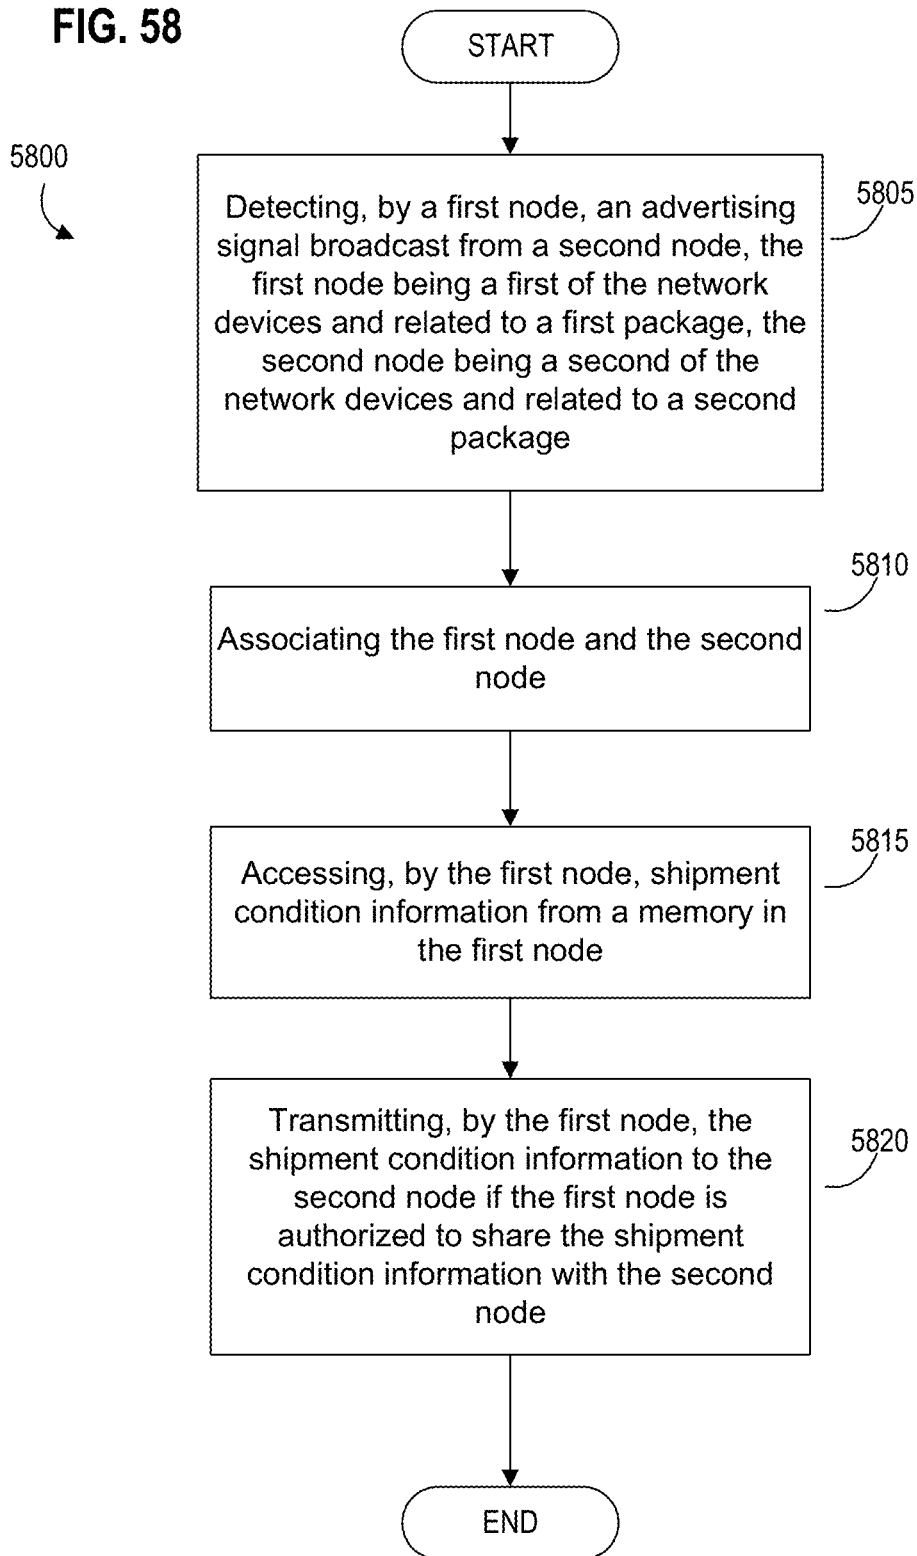 FIG. 58
START
5800
5805
Detecting, by a first node, an advertising
signal broadcast from a second node, the
first node being a first of the network
devices and related to a first package, the
second node being a second of the
network devices and related to a second
package
5810
Associating the first node and the second
node
5815
Accessing, by the first node, shipment
condition information from a memory in
the first node
5820
Transmitting, by the first node, the
shipment condition information to the
second node if the first node is
authorized to share the shipment
condition information with the second
node
END